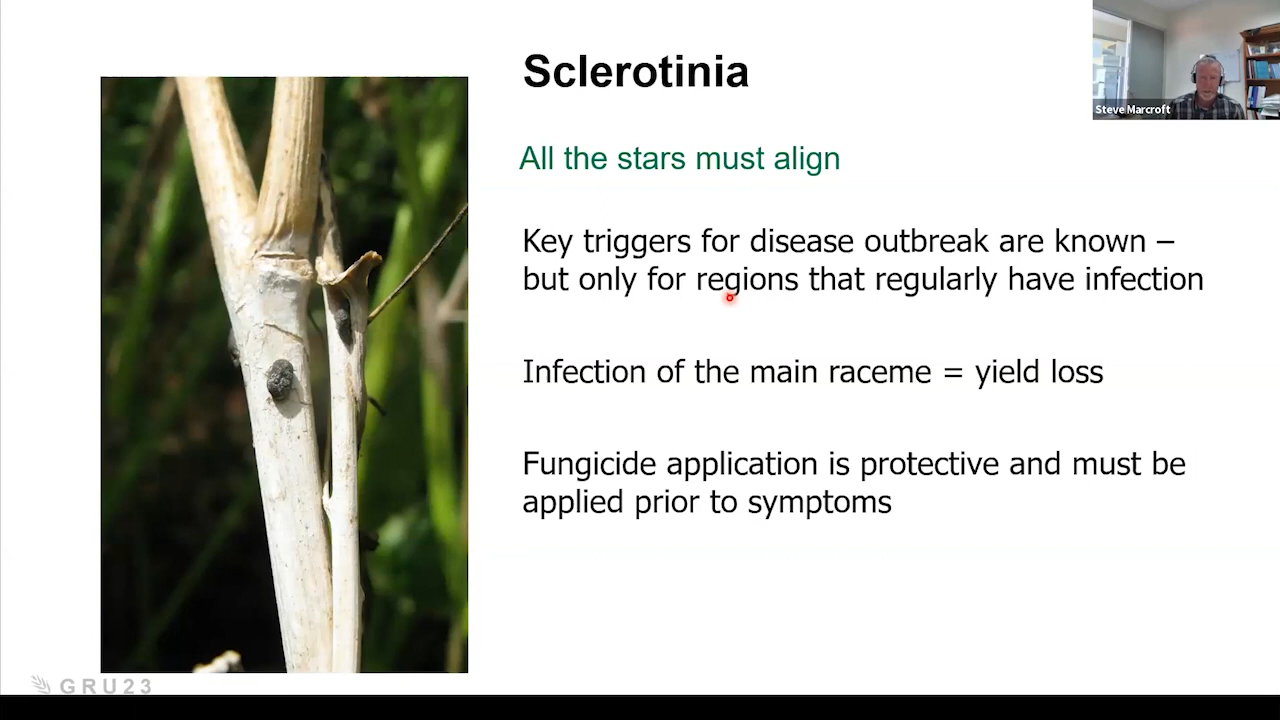 Sclerotinia
Steve Marcroft
All the stars must align
Key triggers for disease outbreak are known –
but only for regions that regularly have infection
Infection of the main raceme = yield loss
Fungicide application is protective and must be
applied prior to symptoms
GRU23